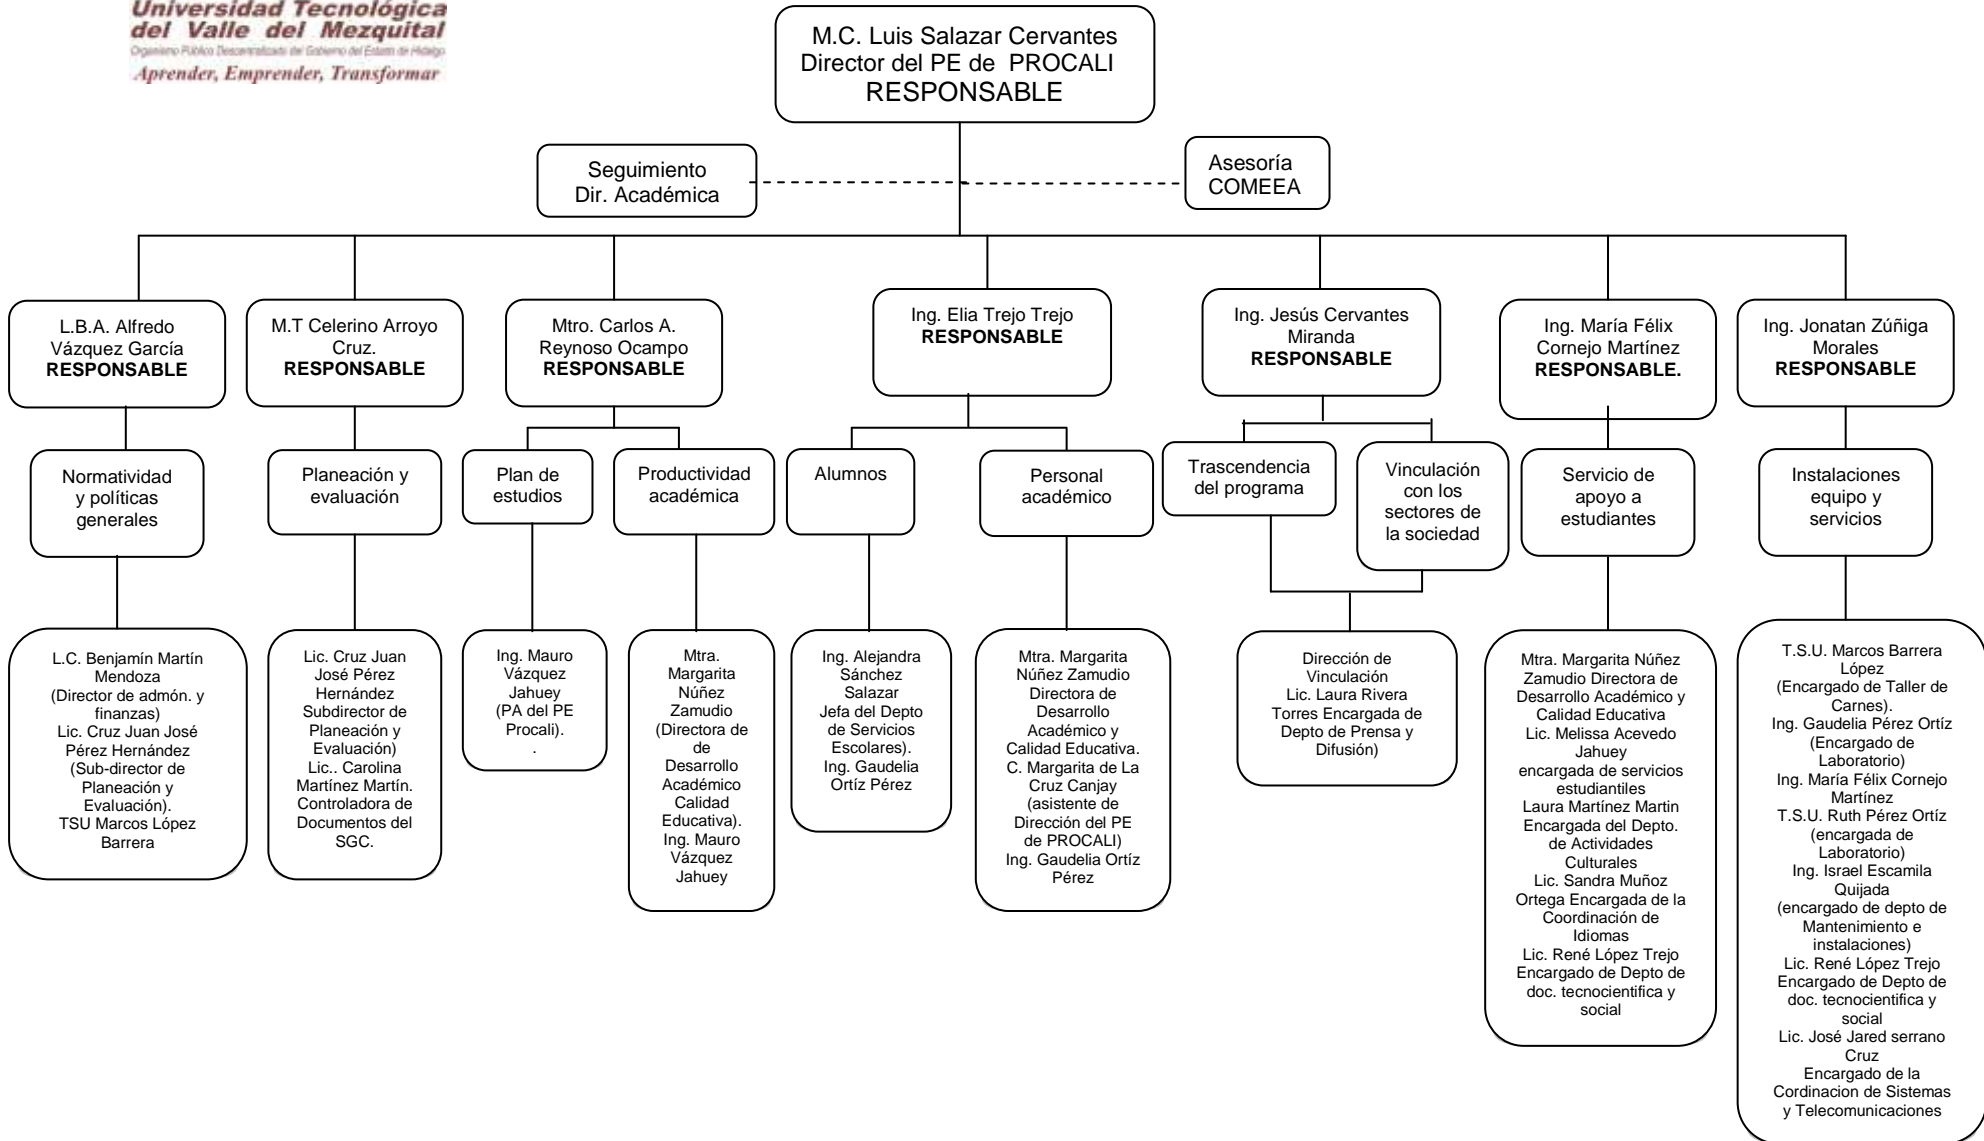 Universidad Tecnológica
del Valle del Mezquital
Organismo Público Descentralizado del Gobierno del Estado de Hidalgo
Aprender, Emprender, Transformar
M.C. Luis Salazar Cervantes
Director del PE de PROCALI
RESPONSABLE
Seguimiento
Dir. Académica
Asesoría
COMEEA
L.B.A. Alfredo
Vázquez García
RESPONSABLE
M.T Celerino Arroyo
Cruz.
RESPONSABLE
Mtro. Carlos A.
Reynoso Ocampo
RESPONSABLE
Ing. Elia Trejo Trejo
RESPONSABLE
Ing. Jesús Cervantes
Miranda
RESPONSABLE
Ing. María Félix
Cornejo Martínez
RESPONSABLE.
Ing. Jonatan Zúñiga
Morales
RESPONSABLE
Normatividad
y políticas
generales
Planeación y
evaluación
Plan de
estudios
Productividad
académica
Alumnos
Personal
académico
Trascendencia
del programa
Vinculación
con los
sectores de
la sociedad
Servicio de
apoyo a
estudiantes
Instalaciones
equipo y
servicios
L.C. Benjamín Martín
Mendoza
(Director de admón. y
finanzas)
Lic. Cruz Juan José
Pérez Hernández
(Sub-director de
Planeación y
Evaluación).
TSU Marcos López
Barrera
Lic. Cruz Juan
José Pérez
Hernández
Subdirector de
Planeación y
Evaluación)
Lic.. Carolina
Martínez Martín.
Controladora de
Documentos del
SGC.
Ing. Mauro
Vázquez
Jahuey
(PA del PE
Procali).
.
Mtra.
Margarita
Núñez
Zamudio
(Directora de
de
Desarrollo
Académico
Calidad
Educativa).
Ing. Mauro
Vázquez
Jahuey
Ing. Alejandra
Sánchez
Salazar
Jefa del Depto
de Servicios
Escolares).
Ing. Gaudelia
Ortíz Pérez
Mtra. Margarita
Núñez Zamudio
Directora de
Desarrollo
Académico y
Calidad Educativa.
C. Margarita de La
Cruz Canjay
(asistente de
Dirección del PE
de PROCALI)
Ing. Gaudelia Ortíz
Pérez
Dirección de
Vinculación
Lic. Laura Rivera
Torres Encargada de
Depto de Prensa y
Difusión)
Mtra. Margarita Núñez
Zamudio Directora de
Desarrollo Académico y
Calidad Educativa
Lic. Melissa Acevedo
Jahuey
encargada de servicios
estudiantiles
Laura Martínez Martin
Encargada del Depto.
de Actividades
Culturales
Lic. Sandra Muñoz
Ortega Encargada de la
Coordinación de
Idiomas
Lic. René López Trejo
Encargado de Depto de
doc. tecnocientifica y
social
T.S.U. Marcos Barrera
López
(Encargado de Taller de
Carnes).
Ing. Gaudelia Pérez Ortíz
(Encargado de
Laboratorio)
Ing. María Félix Cornejo
Martínez
T.S.U. Ruth Pérez Ortíz
(encargada de
Laboratorio)
Ing. Israel Escamila
Quijada
(encargado de depto de
Mantenimiento e
instalaciones)
Lic. René López Trejo
Encargado de Depto de
doc. tecnocientifica y
social
Lic. José Jared serrano
Cruz
Encargado de la
Cordinacion de Sistemas
y Telecomunicaciones